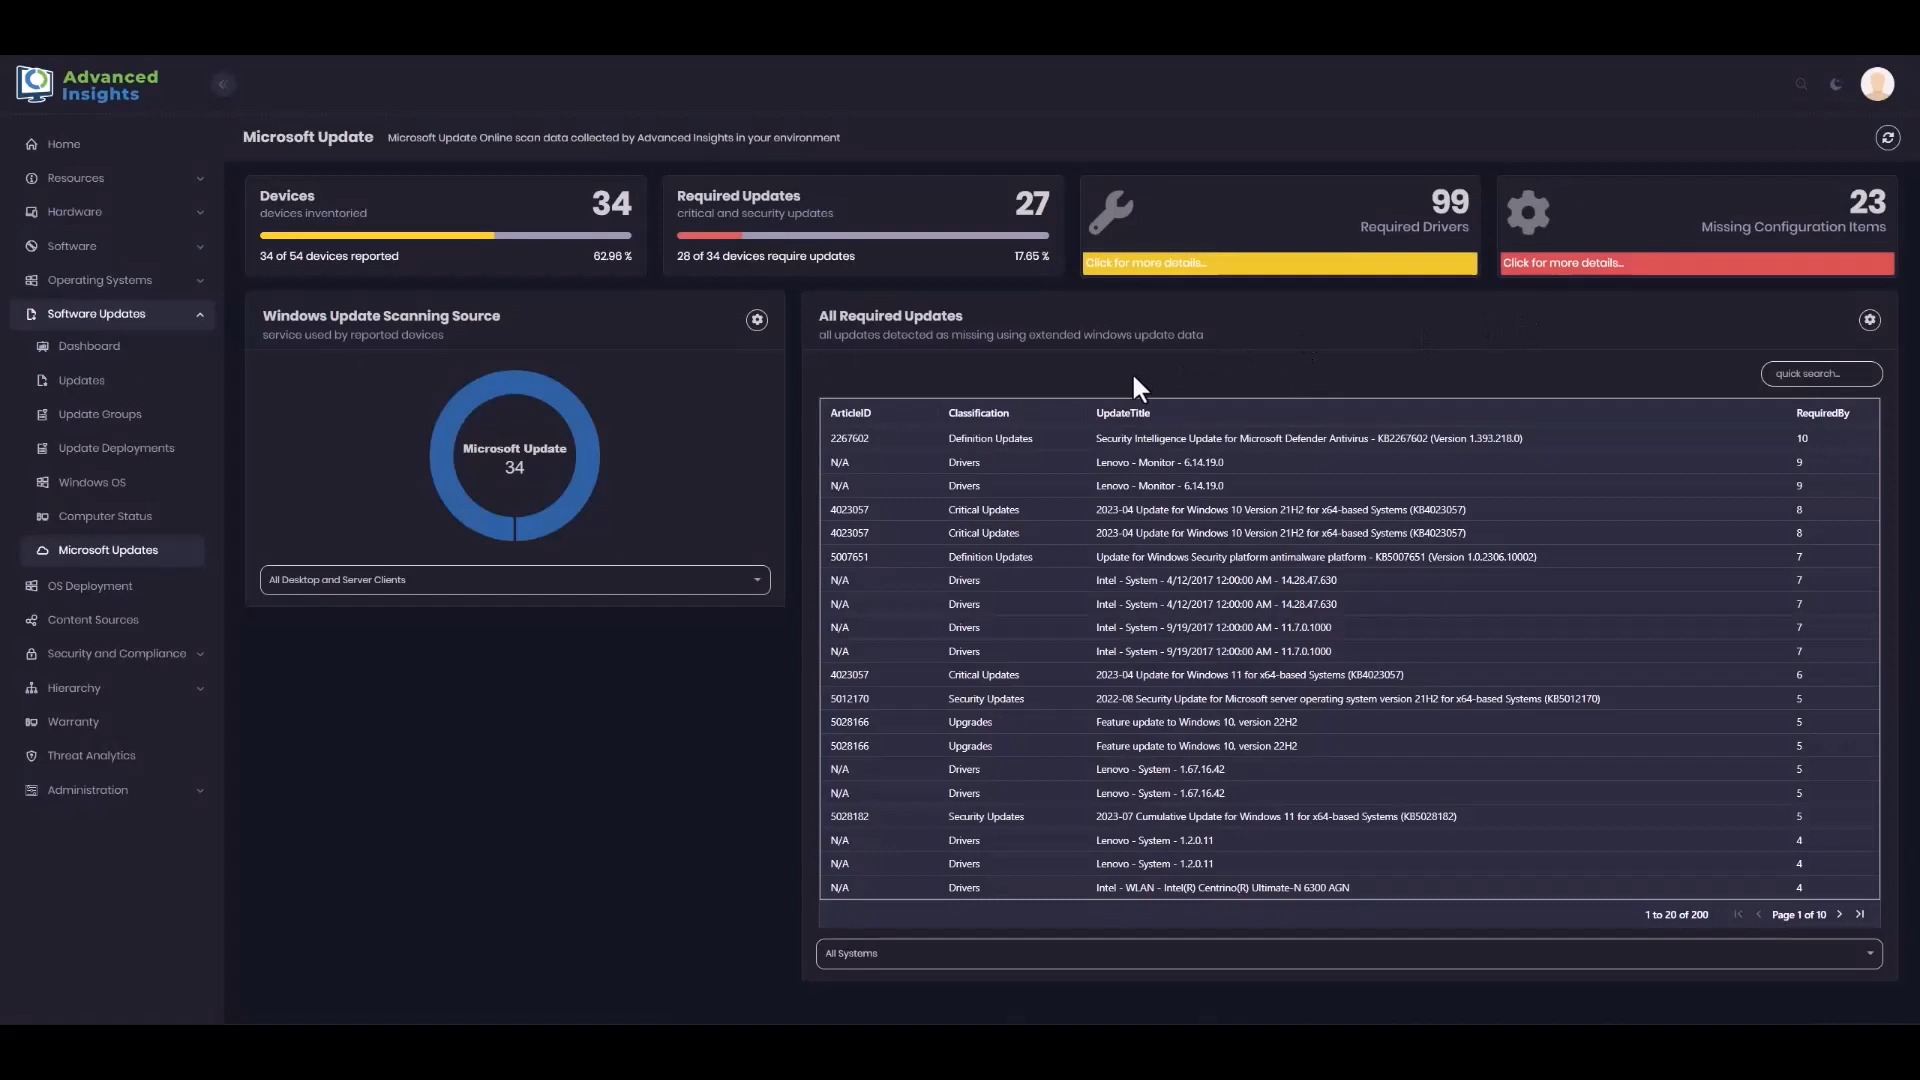 Advanced
Insights
Home
Resources
Hardware
Software
Operating Systems
Software Updates
Dashboard
Updates
Update Groups
Update Deployments
Windows OS
Computer Status
Microsoft Updates
OS Deployment
Content Sources
Security and Compliance
Hierarchy
Warranty
Threat Analytics
Administration
Microsoft Update Microsoft Update Online scan data collected by Advanced Insights in your environment
Devices 34
devices inventoried
34 of 54 devices reported 62.96 %
Required Updates 27
critical and security updates
28 of 34 devices require updates 17.65 %
99
Required Drivers
Click for more details...
23
Missing Configuration Items
Click for more details...
Windows Update Scanning Source
service used by reported devices
Microsoft Update
34
All Desktop and Server Clients
All Required Updates
all updates detected as missing using extended windows update data
quick search...
ArticleID Classification UpdateTitle RequiredBy
2267602 Definition Updates Security Intelligence Update for Microsoft Defender Antivirus - KB2267602 (Version 1.393.218.0) 10
N/A Drivers Lenovo - Monitor - 6.14.19.0 9
N/A Drivers Lenovo - Monitor - 6.14.19.0 9
4023057 Critical Updates 2023-04 Update for Windows 10 Version 21H2 for x64-based Systems (KB4023057) 8
4023057 Critical Updates 2023-04 Update for Windows 10 Version 21H2 for x64-based Systems (KB4023057) 8
5007651 Definition Updates Update for Windows Security platform antimalware platform - KB5007651 (Version 1.0.2306.10002) 7
N/A Drivers Intel - System - 4/12/2017 12:00:00 AM - 14.28.47.630 7
N/A Drivers Intel - System - 4/12/2017 12:00:00 AM - 14.28.47.630 7
N/A Drivers Intel - System - 9/19/2017 12:00:00 AM - 11.7.0.1000 7
N/A Drivers Intel - System - 9/19/2017 12:00:00 AM - 11.7.0.1000 7
4023057 Critical Updates 2023-04 Update for Windows 11 for x64-based Systems (KB4023057) 6
5012170 Security Updates 2022-08 Security Update for Microsoft server operating system version 21H2 for x64-based Systems (KB5012170) 5
5028166 Upgrades Feature update to Windows 10, version 22H2 5
5028166 Upgrades Feature update to Windows 10, version 22H2 5
N/A Drivers Lenovo - System - 1.67.16.42 5
N/A Drivers Lenovo - System - 1.67.16.42 5
5028182 Security Updates 2023-07 Cumulative Update for Windows 11 for x64-based Systems (KB5028182) 5
N/A Drivers Lenovo - System - 1.2.0.11 4
N/A Drivers Lenovo - System - 1.2.0.11 4
N/A Drivers Intel - WLAN - Intel(R) Centrino(R) Ultimate-N 6300 AGN 4
1 to 20 of 200 Page 1 of 10
All Systems